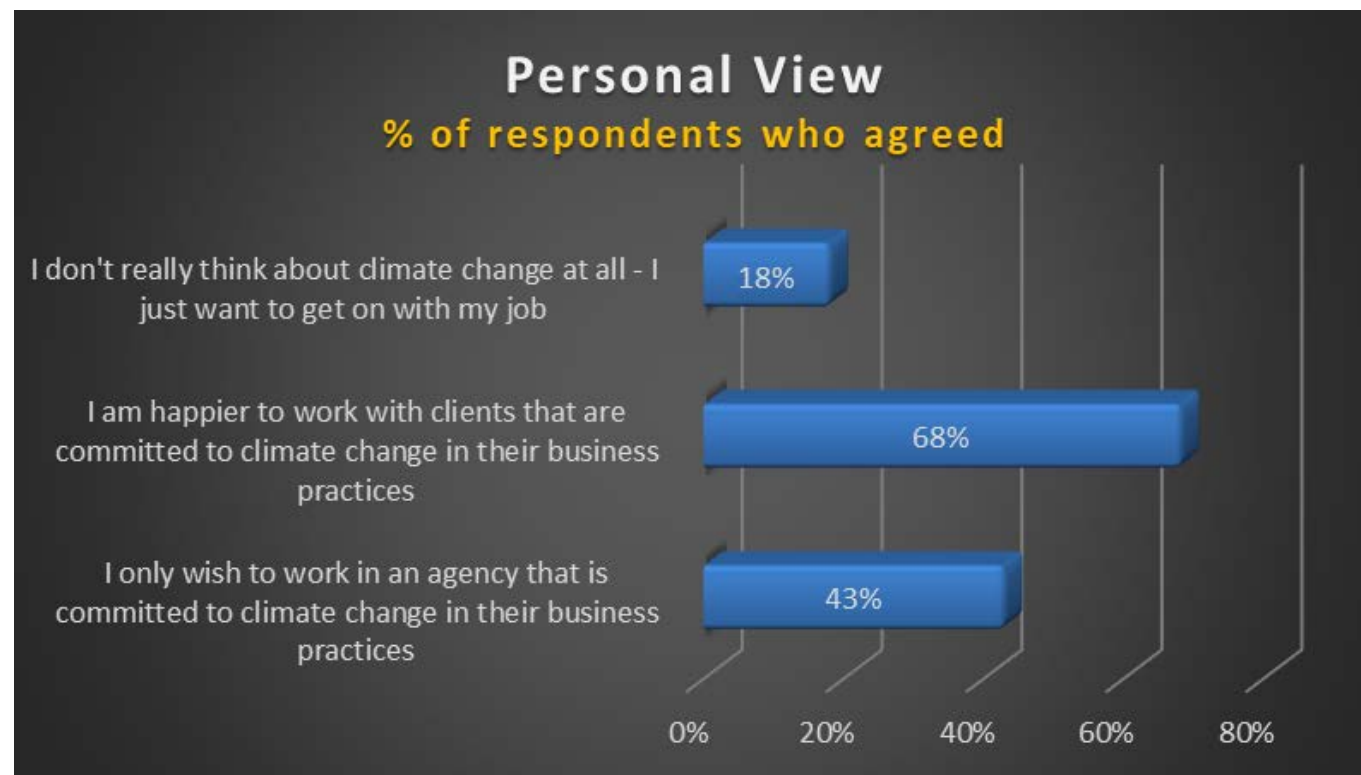 Personal View
% of respondents who agreed
I don't really think about climate change at all - I
just want to get on with my job
18%
I am happier to work with clients that are
committed to climate change in their business
practices
68%
I only wish to work in an agency that is
committed to climate change in their business
practices
43%
0% 20% 40% 60% 80%